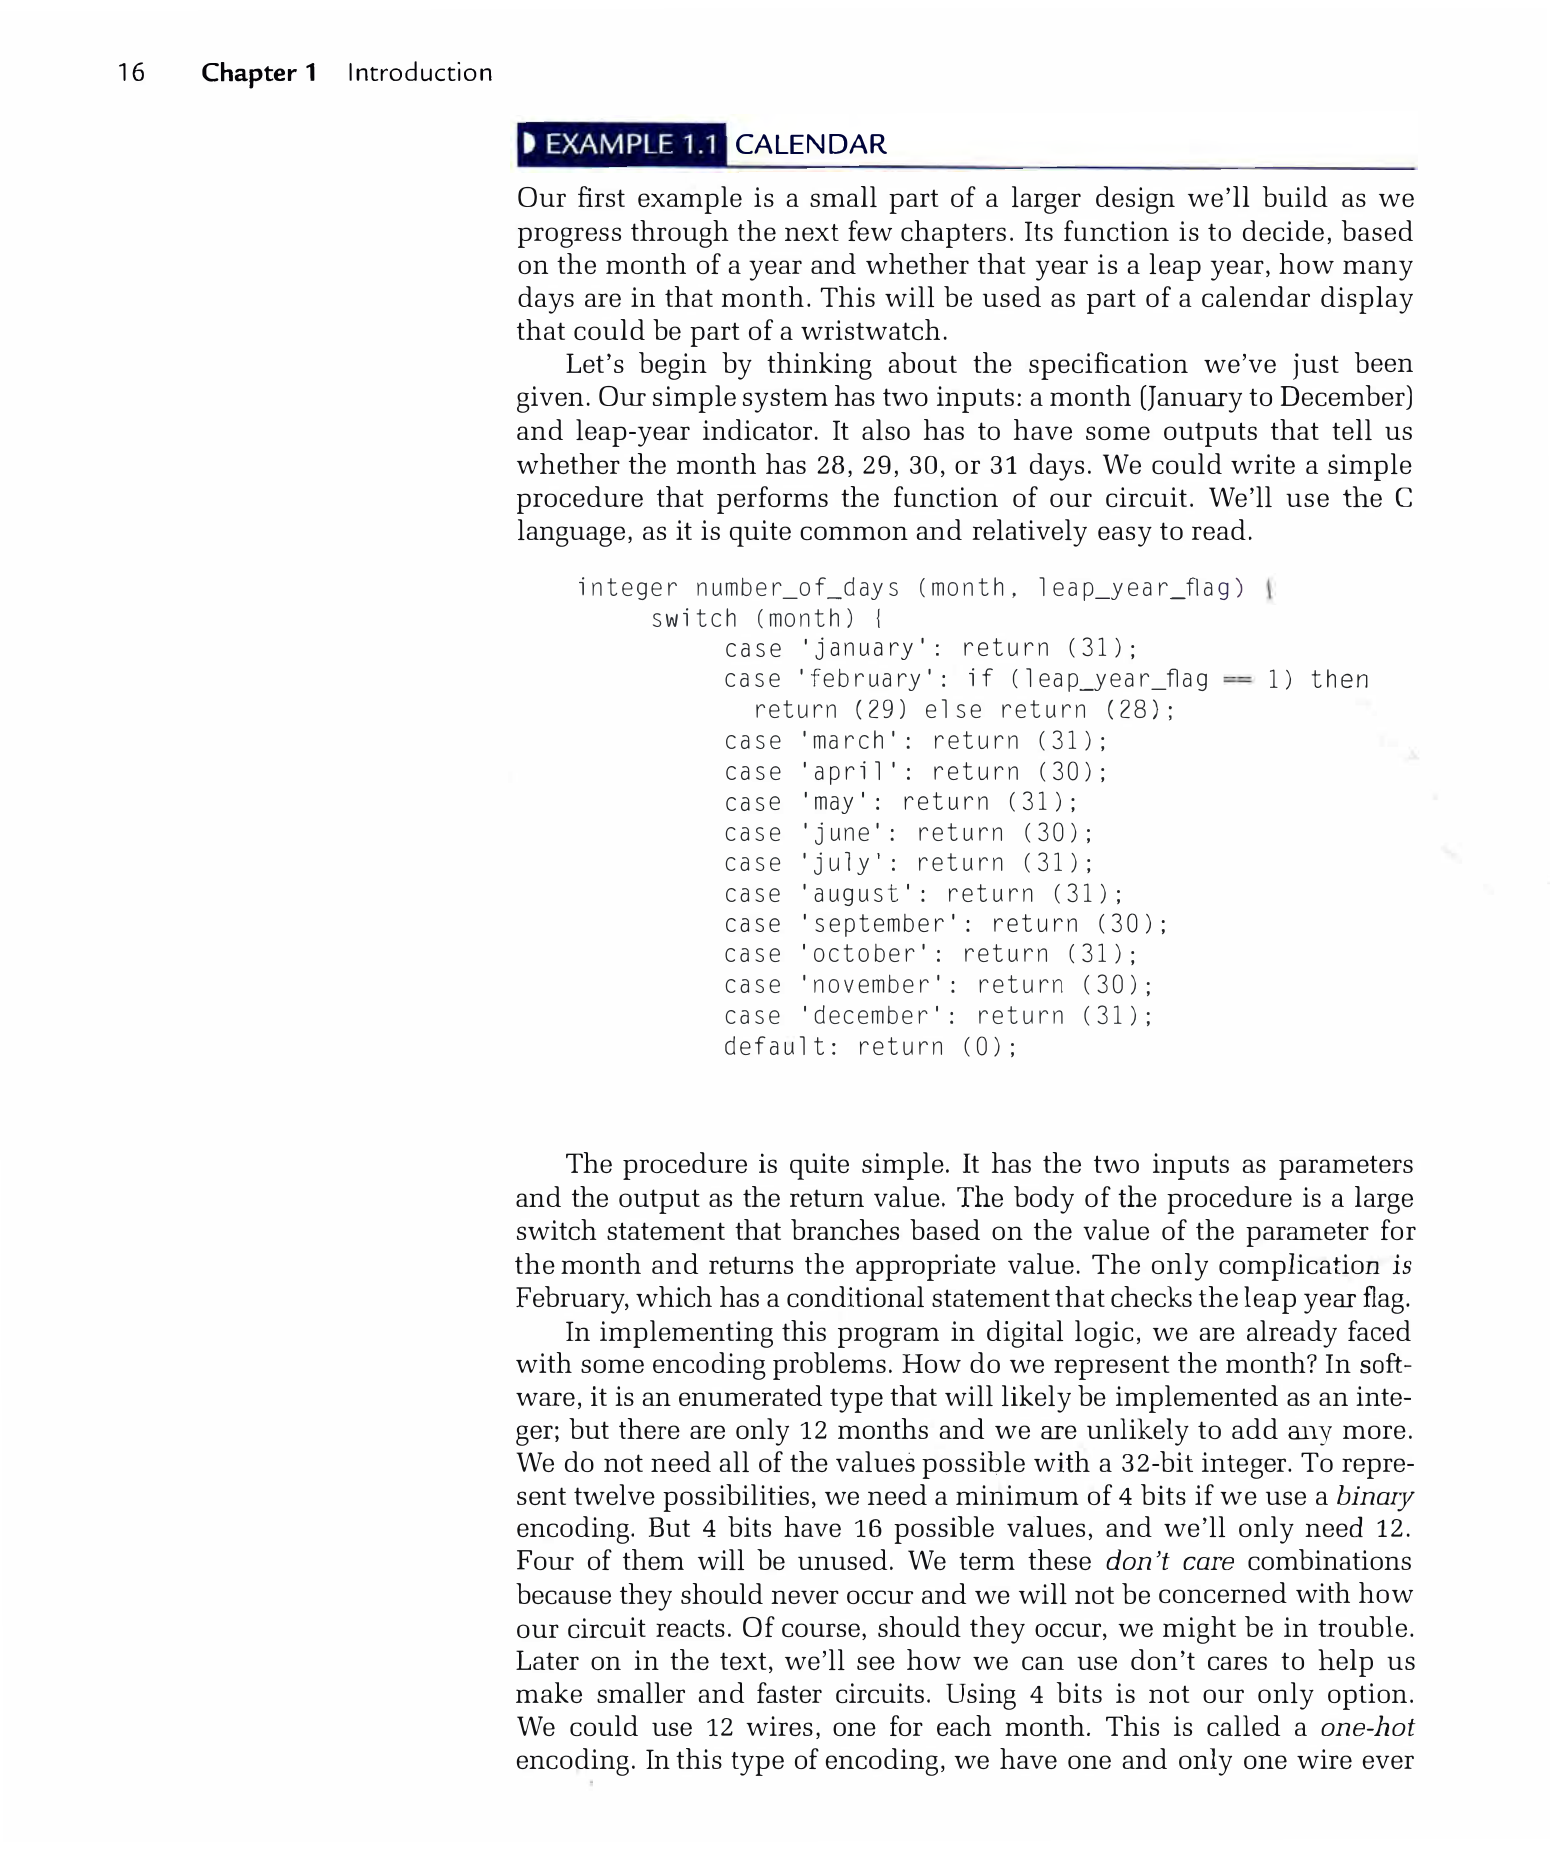 16 Chapter 1 Introduction
EXAMPLE 1.1 CALENDAR
Our first example is a small part of a larger design we'll build as we
progress through the next few chapters. Its function is to decide, based
on the month of a year and whether that year is a leap year, how many
days are in that month. This will be used as part of a calendar display
that could be part of a wristwatch.
Let's begin by thinking about the specification we've just been
given. Our simple system has two inputs: a month (January to December)
and leap-year indicator. It also has to have some outputs that tell us
whether the month has 28, 29, 30, or 31 days. We could write a simple
procedure that performs the function of our circuit. We'll use the C
language, as it is quite common and relatively easy to read.
integer number_of_days (month, leap_year_flag) {
switch (month) {
case 'january': return (31);
case 'february': if (leap_year_flag == 1) then
return (29) else return (28);
case 'march': return (31);
case 'april': return (30);
case 'may': return (31);
case 'june': return (30);
case 'july': return (31);
case 'august': return (31);
case 'september': return (30);
case 'october': return (31);
case 'november': return (30);
case 'december': return (31);
default: return (0);
The procedure is quite simple. It has the two inputs as parameters
and the output as the return value. The body of the procedure is a large
switch statement that branches based on the value of the parameter for
the month and returns the appropriate value. The only complication is
February, which has a conditional statement that checks the leap year flag.
In implementing this program in digital logic, we are already faced
with some encoding problems. How do we represent the month? In soft-
ware, it is an enumerated type that will likely be implemented as an inte-
ger; but there are only 12 months and we are unlikely to add any more.
We do not need all of the values possible with a 32-bit integer. To repre-
sent twelve possibilities, we need a minimum of 4 bits if we use a binary
encoding. But 4 bits have 16 possible values, and we'll only need 12.
Four of them will be unused. We term these don't care combinations
because they should never occur and we will not be concerned with how
our circuit reacts. Of course, should they occur, we might be in trouble.
Later on in the text, we'll see how we can use don't cares to help us
make smaller and faster circuits. Using 4 bits is not our only option.
We could use 12 wires, one for each month. This is called a one-hot
encoding. In this type of encoding, we have one and only one wire ever